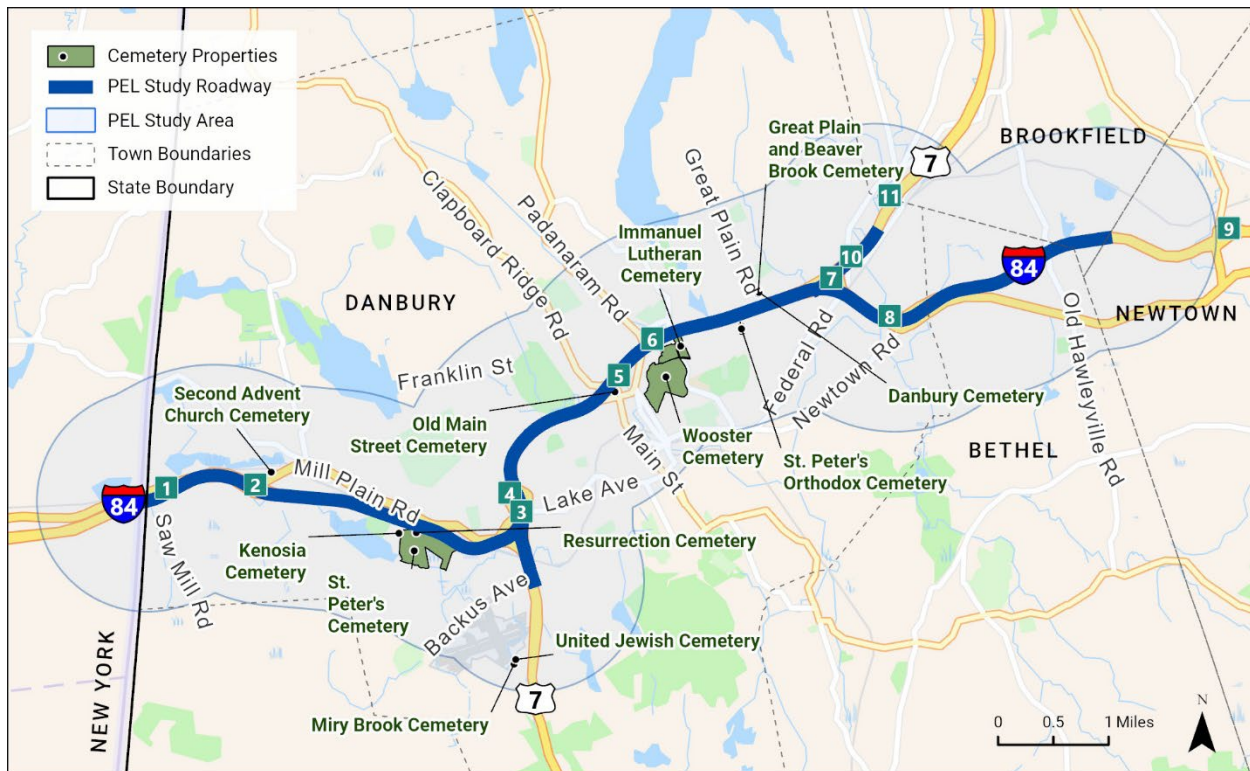 Cemetery Properties
PEL Study Roadway
PEL Study Area
Town Boundaries
State Boundary
Great Plain
and Beaver
Brook Cemetery
BROOKFIELD
7
11
9
Clapboard Ridge Rd
Padanaram Rd
Great Plain Rd
Immanuel
Lutheran
Cemetery
10
7
84
DANBURY
8
NEWTOWN
6
Franklin St
5
Federal Rd
Newtown Rd
Old Hawleyville Rd
Second Advent
Church Cemetery
Old Main
Street Cemetery
Main St
Wooster
Cemetery
Danbury Cemetery
St. Peter's
Orthodox Cemetery
BETHEL
84
1
2
Mill Plain Rd
4
3
Lake Ave
Saw Mill Rd
Kenosia
Cemetery
Resurrection Cemetery
St.
Peter's
Cemetery
Backus Ave
United Jewish Cemetery
NEW YORK
7
Miry Brook Cemetery
N
0 0.5 1 Miles